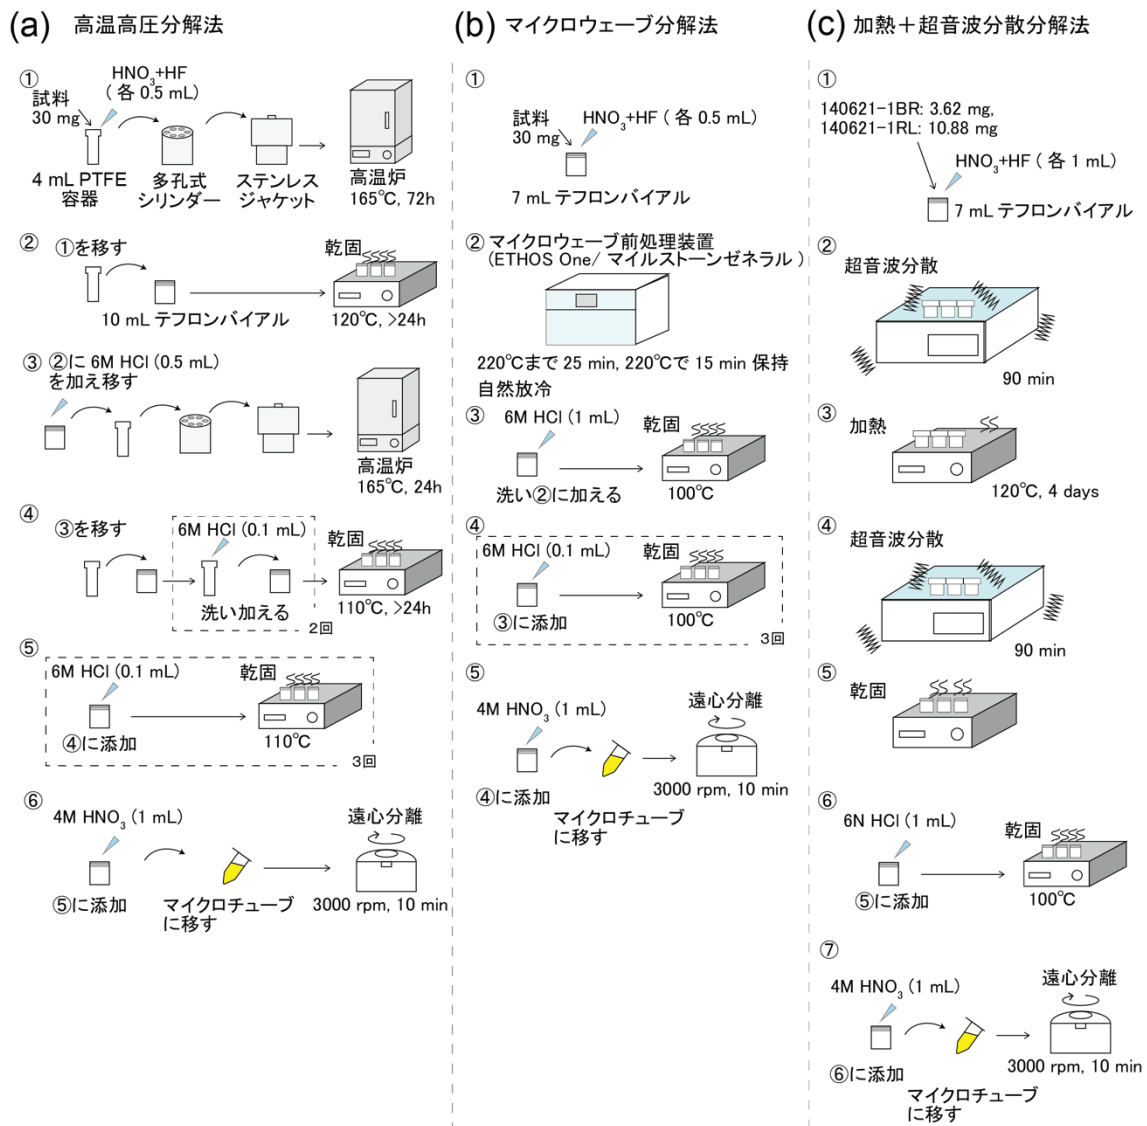 (a) 高温高圧分解法
①
HNO3+HF
( 各 0.5 mL)
試料
30 mg
4 mL PTFE
容器
多孔式
シリンダー
ステンレス
ジャケット
高温炉
165℃, 72h
②
①を移す
乾固
10 mL テフロンバイアル
120℃, >24h
③ ②に 6M HCl (0.5 mL)
を加え移す
高温炉
165℃, 24h
④
③を移す
6M HCl (0.1 mL)
乾固
洗い加える
2回
110℃, >24h
⑤
6M HCl (0.1 mL)
乾固
④に添加
110℃
3回
⑥
4M HNO3 (1 mL)
遠心分離
⑤に添加
マイクロチューブ
に移す
3000 rpm, 10 min
(b) マイクロウェーブ分解法
①
試料
30 mg
HNO3+HF ( 各 0.5 mL)
7 mL テフロンバイアル
② マイクロウェーブ前処理装置
(ETHOS One/ マイルストーンゼネラル )
220℃まで 25 min, 220℃で 15 min 保持
自然放冷
③
6M HCl (1 mL)
乾固
洗い②に加える
100℃
④
6M HCl (0.1 mL)
乾固
③に添加
100℃
3回
⑤
4M HNO3 (1 mL)
遠心分離
④に添加
マイクロチューブ
に移す
3000 rpm, 10 min
(c) 加熱＋超音波分散分解法
①
140621-1BR: 3.62 mg,
140621-1RL: 10.88 mg
HNO3+HF ( 各 1 mL)
7 mL テフロンバイアル
②
超音波分散
90 min
③
加熱
120℃, 4 days
④
超音波分散
90 min
⑤
乾固
⑥
6N HCl (1 mL)
乾固
⑤に添加
100℃
⑦
4M HNO3 (1 mL)
遠心分離
⑥に添加
マイクロチューブ
に移す
3000 rpm, 10 min